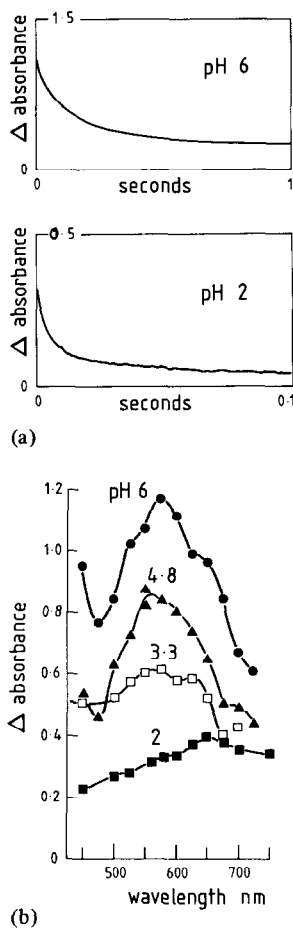 1·5
Δ absorbance
pH 6
0
0
seconds
1
0·5
Δ absorbance
pH 2
0
0
seconds
0·1
(a)
1·2
pH 6
1·0
4·8
0·8
Δ absorbance
3·3
0·6
0·4
2
0·2
0
500
600
700
wavelength nm
(b)